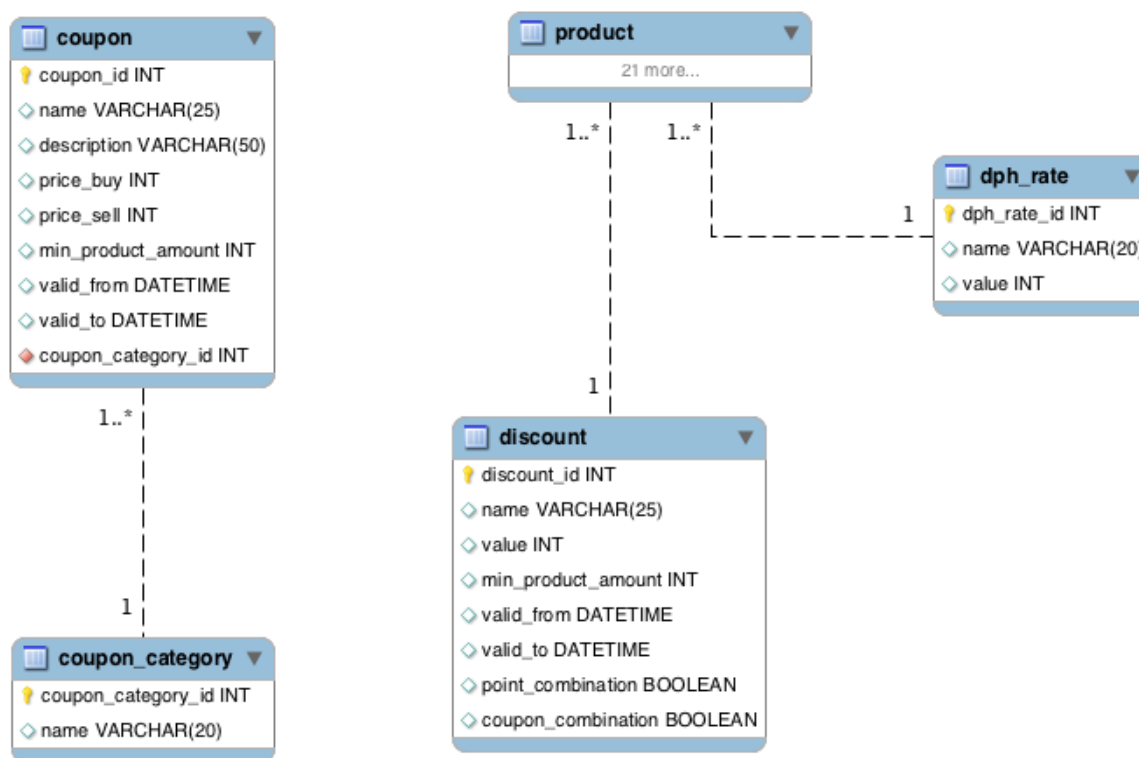 coupon
coupon_id INT
name VARCHAR(25)
description VARCHAR(50)
price_buy INT
price_sell INT
min_product_amount INT
valid_from DATETIME
valid_to DATETIME
coupon_category_id INT
1..*
1
coupon_category
coupon_category_id INT
name VARCHAR(20)
product
21 more...
1..*
1..*
1
1
dph_rate
dph_rate_id INT
name VARCHAR(20)
value INT
discount
discount_id INT
name VARCHAR(25)
value INT
min_product_amount INT
valid_from DATETIME
valid_to DATETIME
point_combination BOOLEAN
coupon_combination BOOLEAN